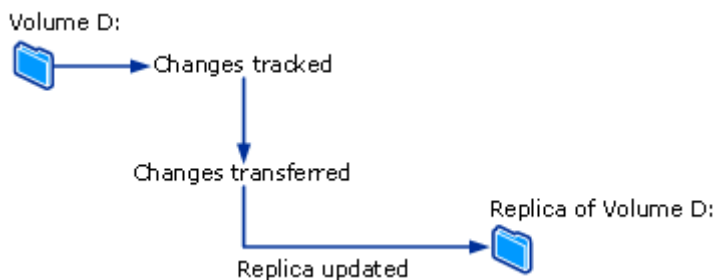 Volume D:
Changes tracked
Changes transferred
Replica of Volume D:
Replica updated